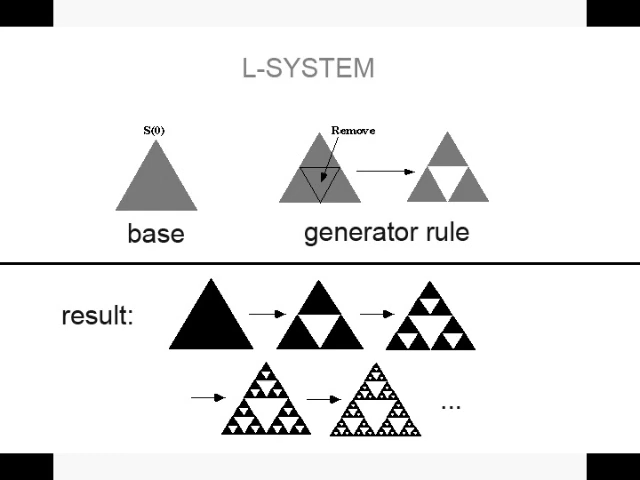 L-SYSTEM
S(0)
Remove
base
generator rule
result:
...